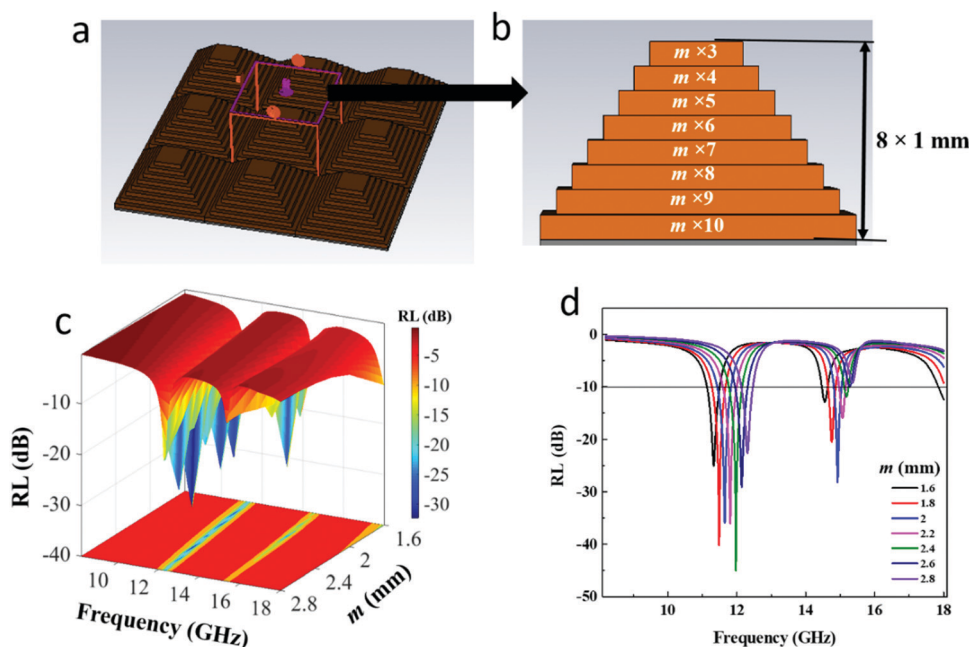 a
b
m ×3
m ×4
m ×5
m ×6
m ×7
m ×8
m ×9
m ×10
8 × 1 mm
c
RL (dB)
-5
-10
-15
-20
-25
-30
-10
-20
-30
-40
RL (dB)
10
12
14
16
18
Frequency (GHz)
1.6
2
2.4
2.8
m (mm)
d
0
-10
-20
-30
-40
-50
RL (dB)
m (mm)
1.6
1.8
2
2.2
2.4
2.6
2.8
10
12
14
16
18
Frequency (GHz)